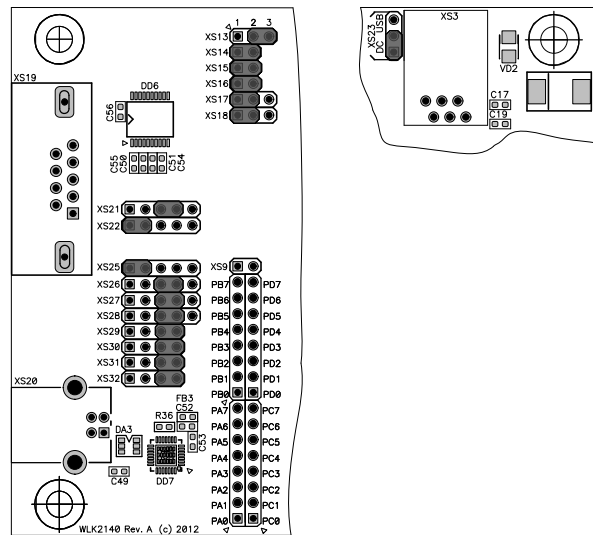 1 2 3
XS13
XS14
XS15
XS16
XS17
XS18
XS19
DD6
C56
C55
C50
C51
C54
XS21
XS22
XS25
XS26
XS27
XS28
XS29
XS30
XS31
XS32
XS9
PB7 PD7
PB6 PD6
PB5 PD5
PB4 PD4
PB3 PD3
PB2 PD2
PB1 PD1
PB0 PD0
PA7 PC7
PA6 PC6
PA5 PC5
PA4 PC4
PA3 PC3
PA2 PC2
PA1 PC1
PA0 PC0
XS20
FB3
C52
R36
DA3
C53
C49
DD7
WLK2140 Rev. A (c) 2012
XS23
DC USB
XS3
VD2
C17
C19